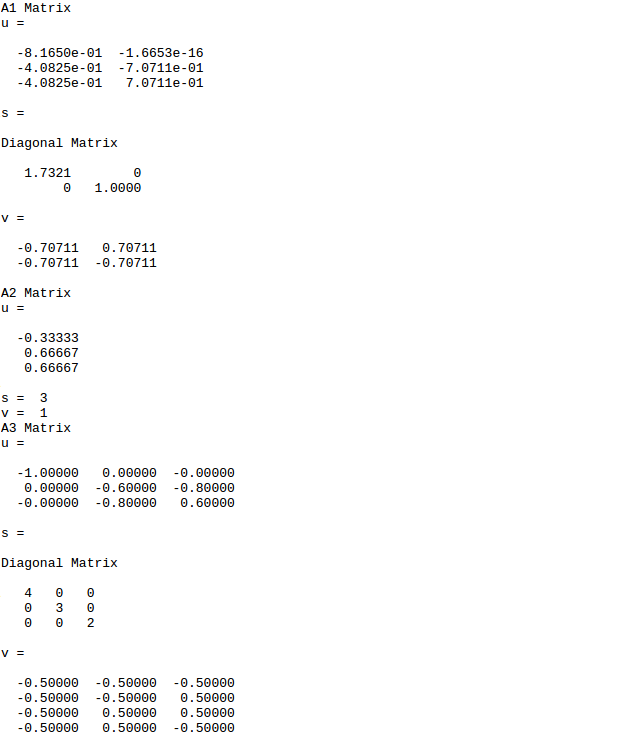 A1 Matrix
u =
-8.1650e-01 -1.6653e-16
-4.0825e-01 -7.0711e-01
-4.0825e-01 7.0711e-01
s =
Diagonal Matrix
1.7321 0
0 1.0000
v =
-0.70711 0.70711
-0.70711 -0.70711
A2 Matrix
u =
-0.33333
0.66667
0.66667
s = 3
v = 1
A3 Matrix
u =
-1.00000 0.00000 -0.00000
0.00000 -0.60000 -0.80000
-0.00000 -0.80000 0.60000
s =
Diagonal Matrix
4 0 0
0 3 0
0 0 2
v =
-0.50000 -0.50000 -0.50000
-0.50000 -0.50000 0.50000
-0.50000 0.50000 0.50000
-0.50000 0.50000 -0.50000